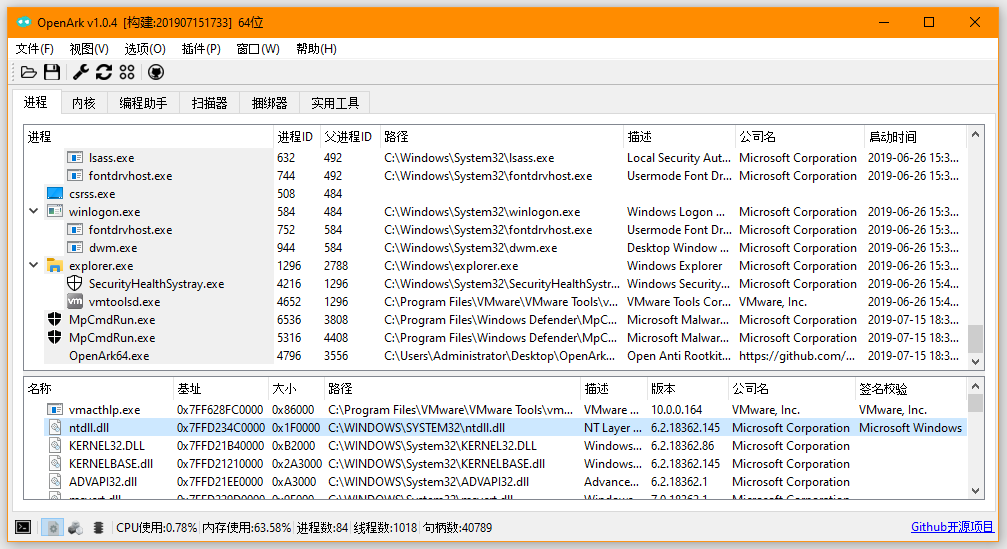 OpenArk v1.0.4 [构建:201907151733] 64位
文件(F) 视图(V) 选项(O) 插件(P) 窗口(W) 帮助(H)
进程 内核 编程助手 扫描器 捆绑器 实用工具
进程 进程ID 父进程ID 路径 描述 公司名 启动时间
lsass.exe 632 492 C:\Windows\System32\lsass.exe Local Security Aut... Microsoft Corporation 2019-06-26 15:3...
fontdrvhost.exe 744 492 C:\Windows\System32\fontdrvhost.exe Usermode Font Dr... Microsoft Corporation 2019-06-26 15:3...
csrss.exe 508 484
winlogon.exe 584 484 C:\Windows\System32\winlogon.exe Windows Logon ... Microsoft Corporation 2019-06-26 15:3...
fontdrvhost.exe 752 584 C:\Windows\System32\fontdrvhost.exe Usermode Font Dr... Microsoft Corporation 2019-06-26 15:3...
dwm.exe 944 584 C:\Windows\System32\dwm.exe Desktop Window ... Microsoft Corporation 2019-06-26 15:3...
explorer.exe 1296 2788 C:\Windows\explorer.exe Windows Explorer Microsoft Corporation 2019-06-26 15:3...
SecurityHealthSystray.exe 4216 1296 C:\Windows\System32\SecurityHealthSystr... Windows Security... Microsoft Corporation 2019-06-26 15:4...
vm vmtoolsd.exe 4652 1296 C:\Program Files\VMware\VMware Tools\v... VMware Tools Cor... VMware, Inc. 2019-06-26 15:4...
MpCmdRun.exe 6536 3808 C:\Program Files\Windows Defender\MpC... Microsoft Malwar... Microsoft Corporation 2019-07-15 18:3...
MpCmdRun.exe 5316 4408 C:\Program Files\Windows Defender\MpC... Microsoft Malwar... Microsoft Corporation 2019-07-15 18:3...
OpenArk64.exe 4796 3556 C:\Users\Administrator\Desktop\OpenArk... Open Anti Rootkit... https://github.com/... 2019-07-15 18:3...
名称 基址 大小 路径 描述 版本 公司名 签名校验
vmacthlp.exe 0x7FF628FC0000 0x86000 C:\Program Files\VMware\VMware Tools\vm... VMware ... 10.0.0.164 VMware, Inc. VMware, Inc.
ntdll.dll 0x7FFD234C0000 0x1F0000 C:\WINDOWS\SYSTEM32\ntdll.dll NT Layer ... 6.2.18362.145 Microsoft Corporation Microsoft Windows
KERNEL32.DLL 0x7FFD21B40000 0xB2000 C:\WINDOWS\System32\KERNEL32.DLL Windows... 6.2.18362.86 Microsoft Corporation
KERNELBASE.dll 0x7FFD21210000 0x2A3000 C:\WINDOWS\System32\KERNELBASE.dll Windows... 6.2.18362.145 Microsoft Corporation
ADVAPI32.dll 0x7FFD21EE0000 0xA3000 C:\WINDOWS\System32\ADVAPI32.dll Advance... 6.2.18362.1 Microsoft Corporation
CPU使用:0.78% 内存使用:63.58% 进程数:84 线程数:1018 句柄数:40789 Github开源项目